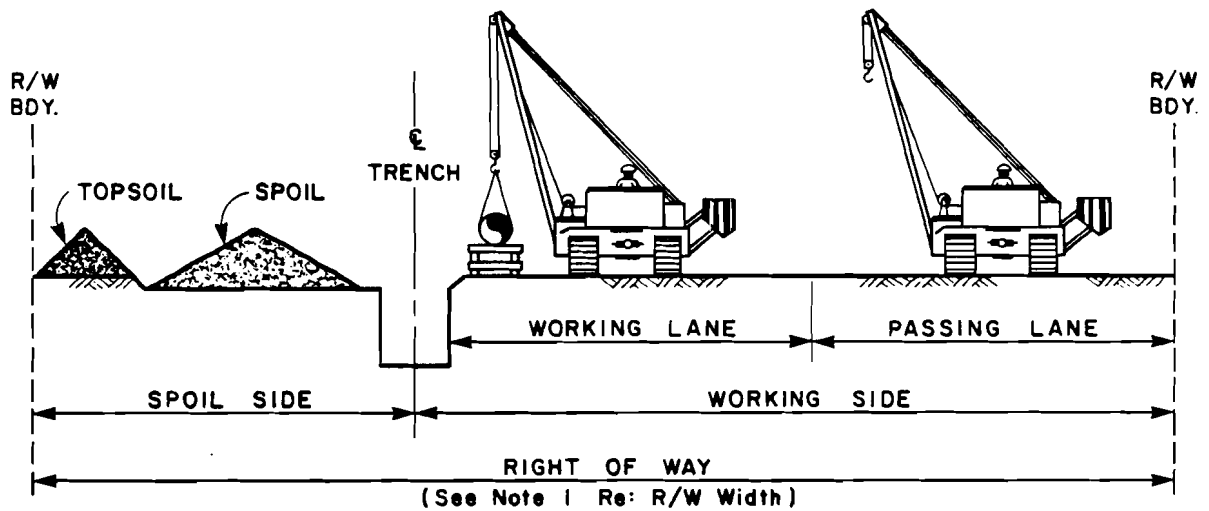 R/W
BDY.
R/W
BDY.
℄
TRENCH
TOPSOIL
SPOIL
WORKING LANE
PASSING LANE
SPOIL SIDE
WORKING SIDE
RIGHT OF WAY
(See Note 1 Re: R/W Width)